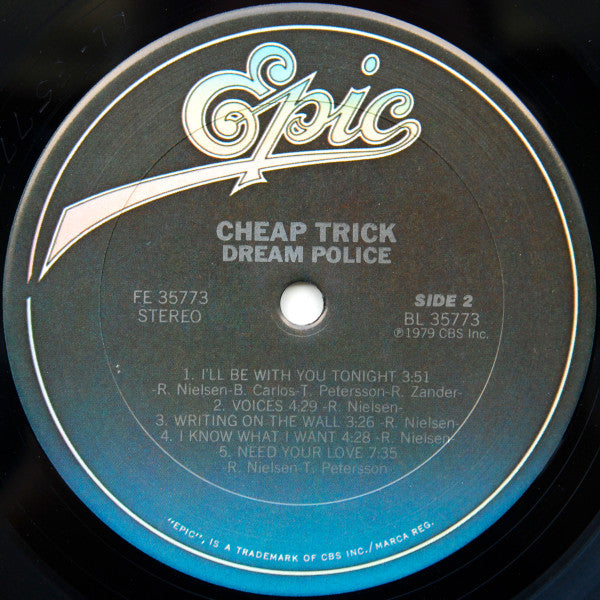 Epic
CHEAP TRICK
DREAM POLICE
FE 35773
STEREO
SIDE 2
BL 35773
℗1979 CBS Inc.
1. I'LL BE WITH YOU TONIGHT 3:51
-R. Nielsen-B. Carlos-T. Petersson-R. Zander-
2. VOICES 4:29 -R. Nielsen-
3. WRITING ON THE WALL 3:26 -R. Nielsen-
4. I KNOW WHAT I WANT 4:28 -R. Nielsen-
5. NEED YOUR LOVE 7:35
-R. Nielsen-T. Petersson
"EPIC", IS A TRADEMARK OF CBS INC./MARCA REG.